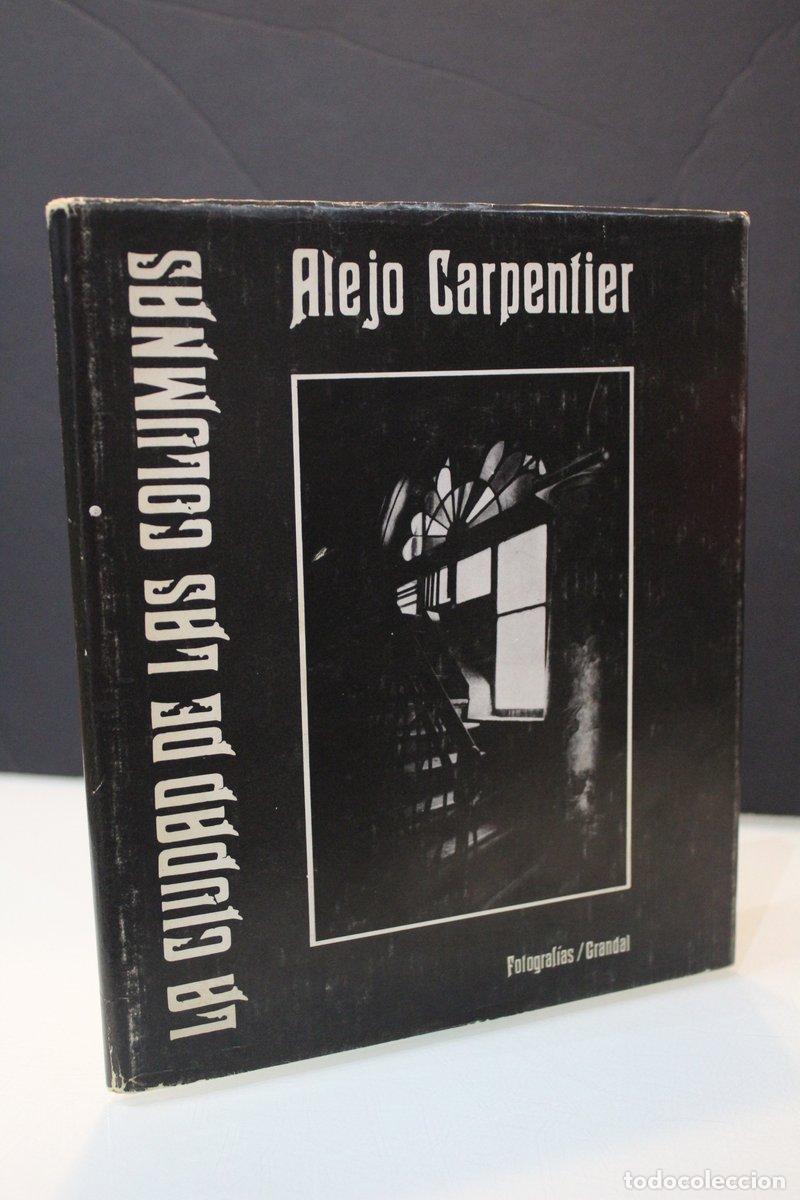 Alejo Carpentier
LA CIUDAD DE LAS COLUMNAS
Fotografías / Grandal
todocoleccion